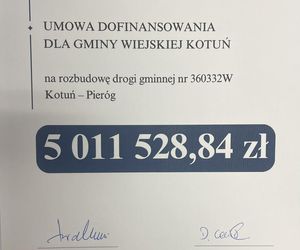 UMOWA DOFINANSOWANIA
DLA GMINY WIEJSKIEJ KOTUŃ
na rozbudowę drogi gminnej nr 360332W
Kotuń – Pieróg
5 011 528,84 zł